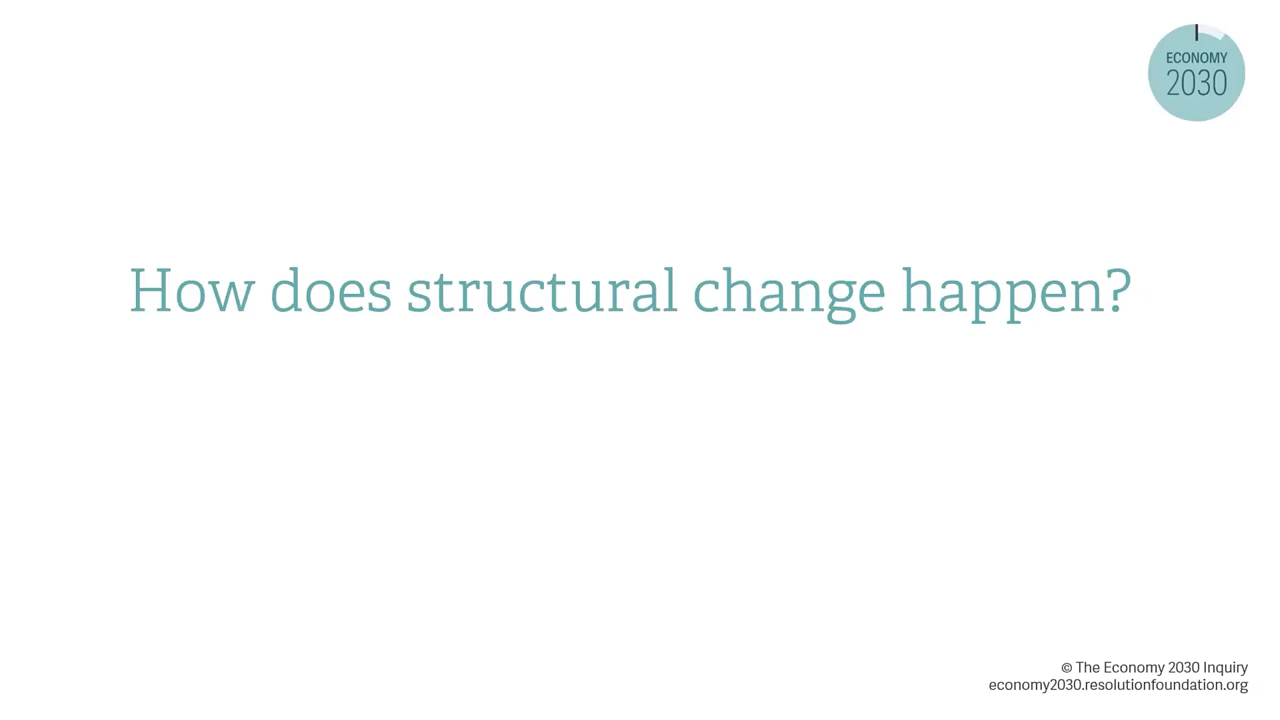 ECONOMY
2030
How does structural change happen?
© The Economy 2030 Inquiry
economy2030.resolutionfoundation.org